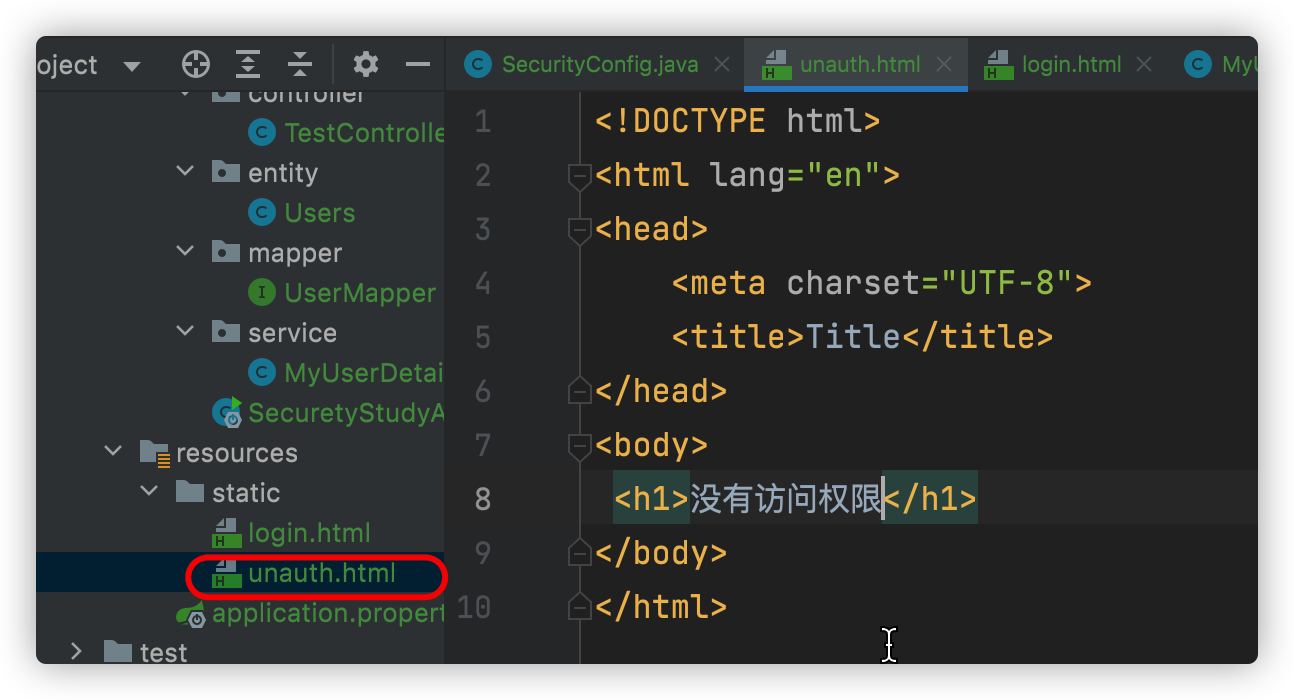 oject
controller
TestControlle
entity
Users
mapper
UserMapper
service
MyUserDetai
SecuretyStudyA
resources
static
login.html
unauth.html
application.propert
test
SecurityConfig.java unauth.html login.html MyU
1 <!DOCTYPE html>
2 <html lang="en">
3 <head>
4 <meta charset="UTF-8">
5 <title>Title</title>
6 </head>
7 <body>
8 <h1>没有访问权限</h1>
9 </body>
10 </html>